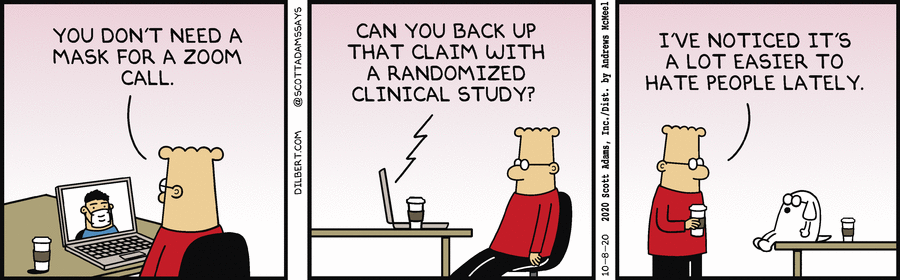 YOU DON'T NEED A
MASK FOR A ZOOM
CALL.
DILBERT.COM @SCOTTADAMSSAYS
CAN YOU BACK UP
THAT CLAIM WITH
A RANDOMIZED
CLINICAL STUDY?
10-8-20 2020 Scott Adams, Inc./Dist. by Andrews McMeel
I'VE NOTICED IT'S
A LOT EASIER TO
HATE PEOPLE LATELY.